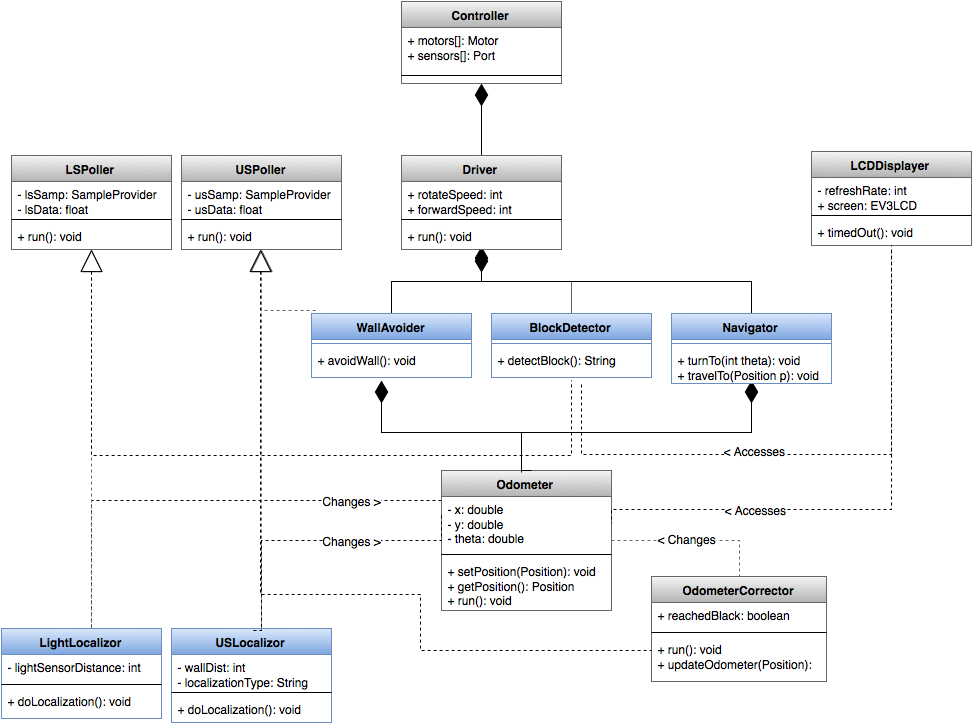 Controller
+ motors[]: Motor
+ sensors[]: Port
LSPoller
- lsSamp: SampleProvider
- lsData: float
+ run(): void
USPoller
- usSamp: SampleProvider
- usData: float
+ run(): void
Driver
+ rotateSpeed: int
+ forwardSpeed: int
+ run(): void
LCDDisplayer
- refreshRate: int
+ screen: EV3LCD
+ timedOut(): void
WallAvoider
+ avoidWall(): void
BlockDetector
+ detectBlock(): String
Navigator
+ turnTo(int theta): void
+ travelTo(Position p): void
< Accesses
Odometer
- x: double
- y: double
- theta: double
+ setPosition(Position): void
+ getPosition(): Position
+ run(): void
Changes >
< Accesses
Changes >
< Changes
OdometerCorrector
+ reachedBlack: boolean
+ run(): void
+ updateOdometer(Position):
LightLocalizor
- lightSensorDistance: int
+ doLocalization(): void
USLocalizor
- wallDist: int
- localizationType: String
+ doLocalization(): void